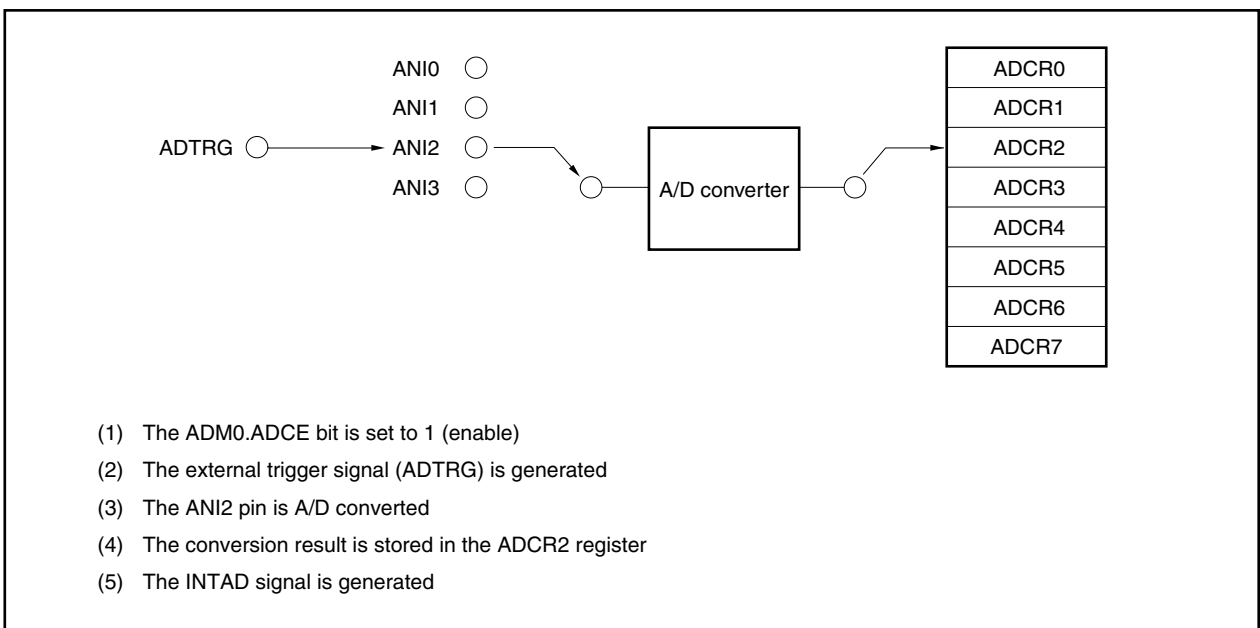 ANI0
ANI1
ADTRG
ANI2
ANI3
A/D converter
ADCR0
ADCR1
ADCR2
ADCR3
ADCR4
ADCR5
ADCR6
ADCR7
(1) The ADM0.ADCE bit is set to 1 (enable)
(2) The external trigger signal (ADTRG) is generated
(3) The ANI2 pin is A/D converted
(4) The conversion result is stored in the ADCR2 register
(5) The INTAD signal is generated